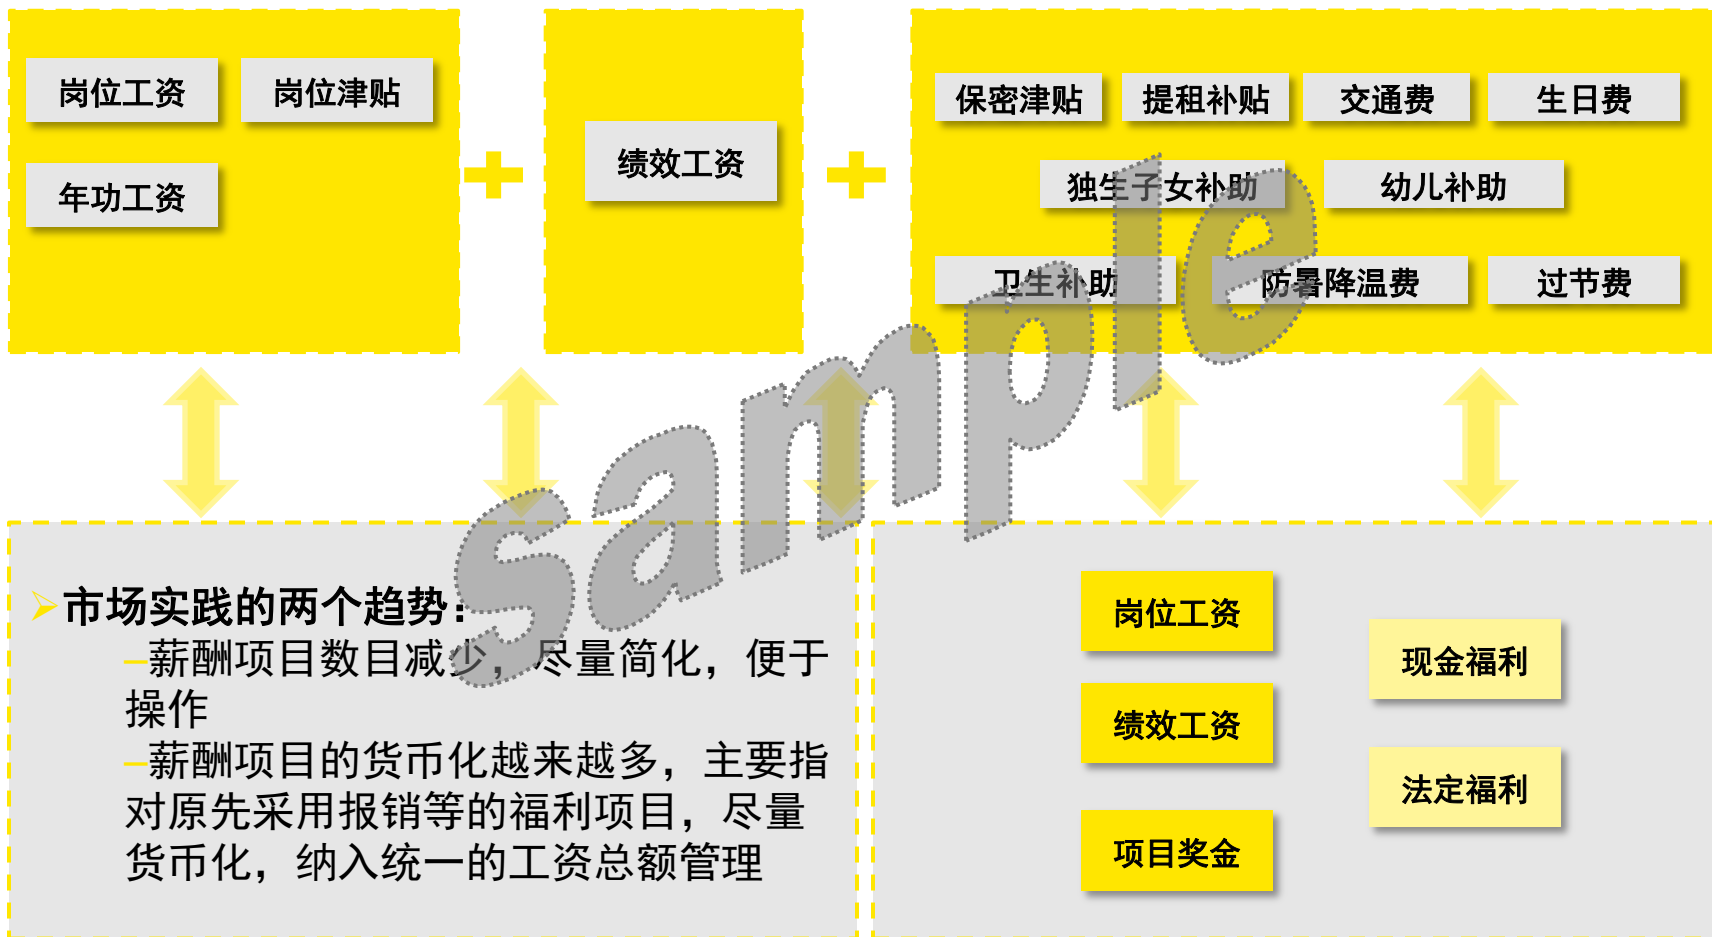 岗位工资 岗位津贴
年功工资
绩效工资
保密津贴 提租补贴 交通费 生日费
独生子女补助 幼儿补助
卫生补助 防暑降温费 过节费
sample
市场实践的两个趋势：
–薪酬项目数目减少，尽量简化，便于
操作
–薪酬项目的货币化越来越多，主要指
对原先采用报销等的福利项目，尽量
货币化，纳入统一的工资总额管理
岗位工资
绩效工资
项目奖金
现金福利
法定福利